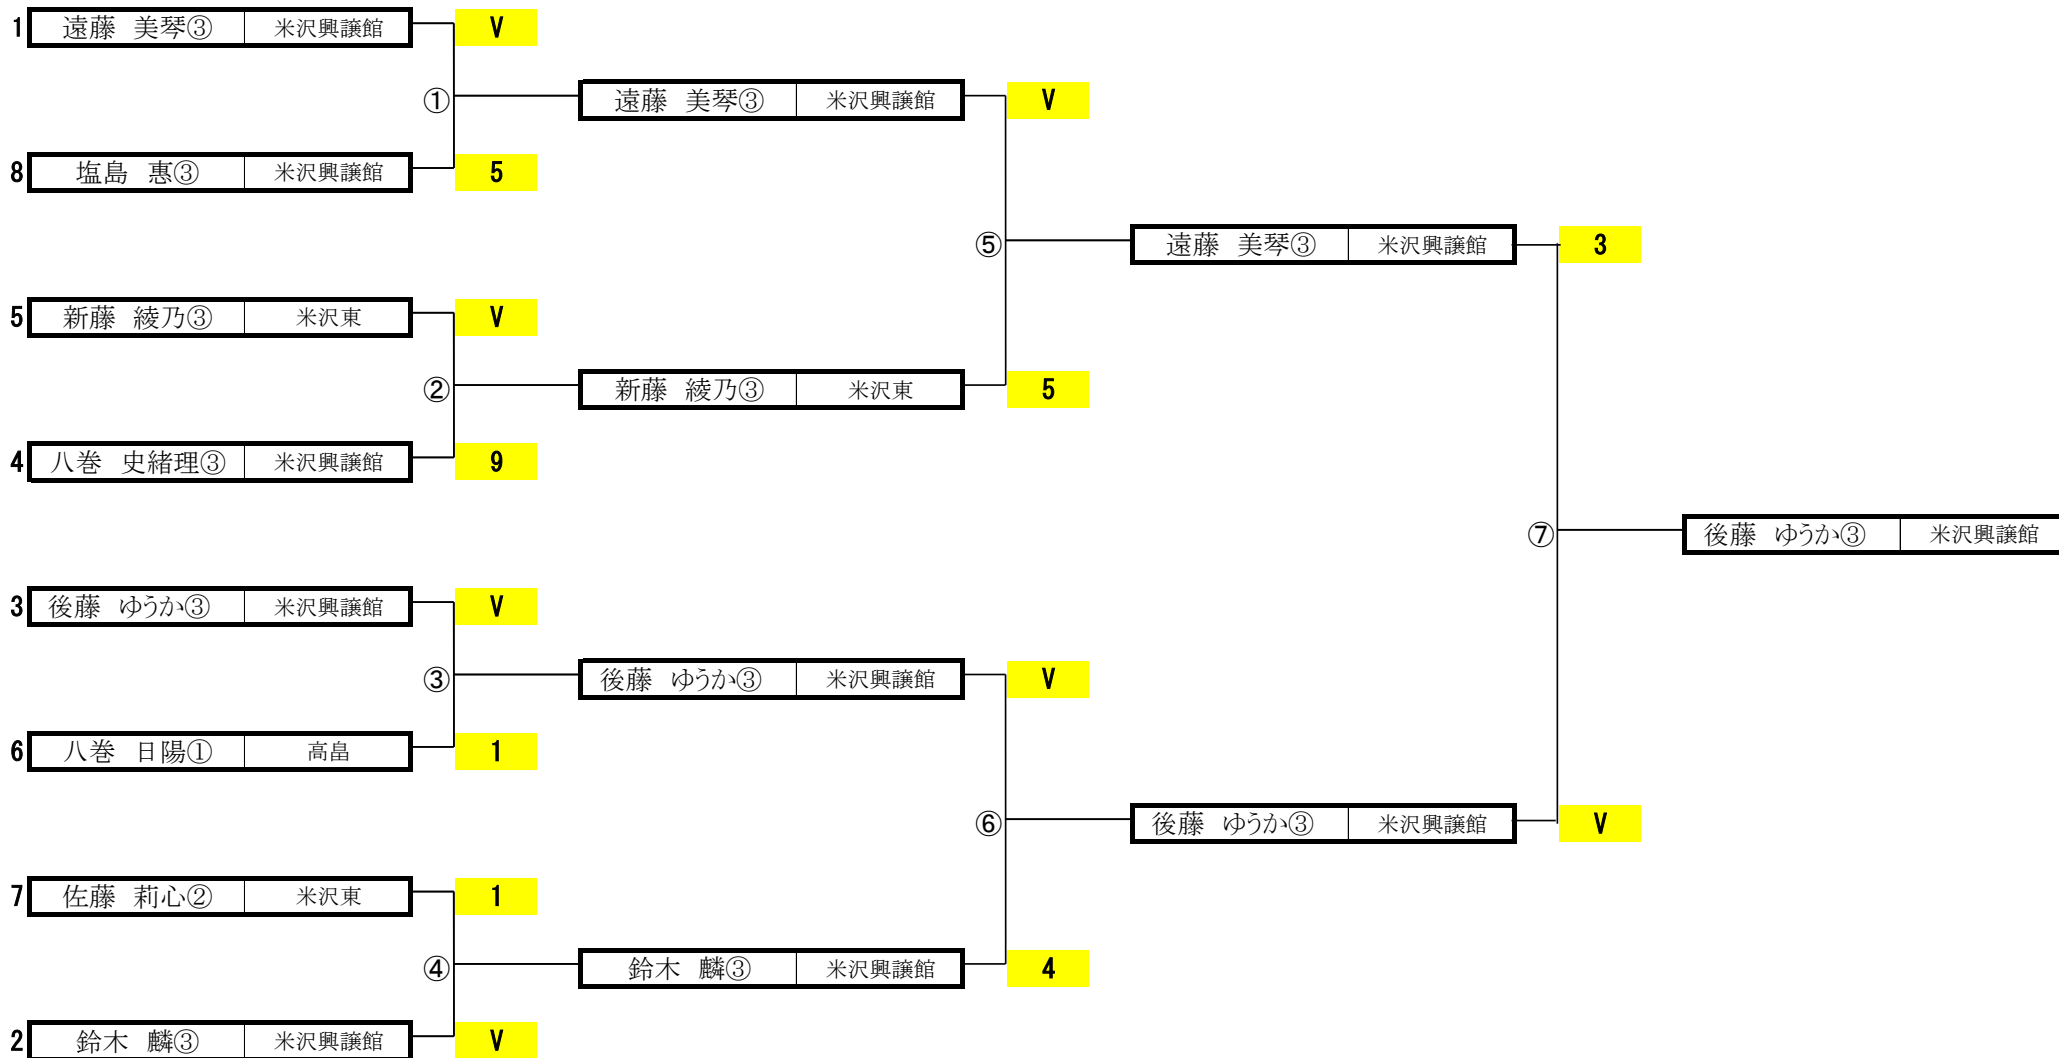 1 遠藤 美琴③ 米沢興譲館 V
① 遠藤 美琴③ 米沢興譲館 V
8 塩島 惠③ 米沢興譲館 5
⑤ 遠藤 美琴③ 米沢興譲館 3
5 新藤 綾乃③ 米沢東 V
② 新藤 綾乃③ 米沢東 5
4 八巻 史緒理③ 米沢興譲館 9
⑦ 後藤 ゆうか③ 米沢興譲館
3 後藤 ゆうか③ 米沢興譲館 V
③ 後藤 ゆうか③ 米沢興譲館 V
6 八巻 日陽① 高畠 1
⑥ 後藤 ゆうか③ 米沢興譲館 V
7 佐藤 莉心② 米沢東 1
④ 鈴木 麟③ 米沢興譲館 4
2 鈴木 麟③ 米沢興譲館 V